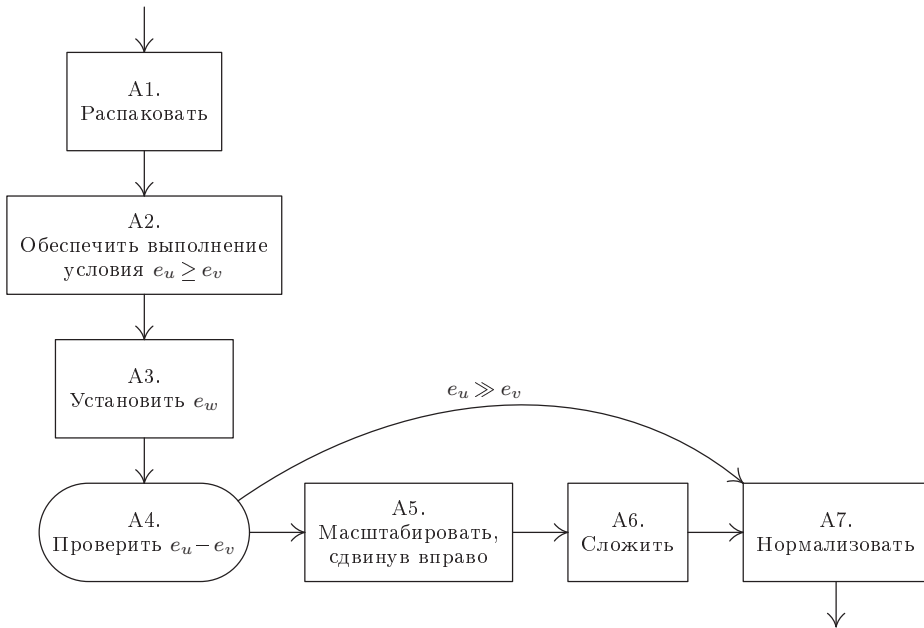 A1.
Распаковать
A2.
Обеспечить выполнение
условия e_u ≥ e_v
A3.
Установить e_w
e_u ≫ e_v
A4.
Проверить e_u−e_v
A5.
Масштабировать,
сдвинув вправо
A6.
Сложить
A7.
Нормализовать